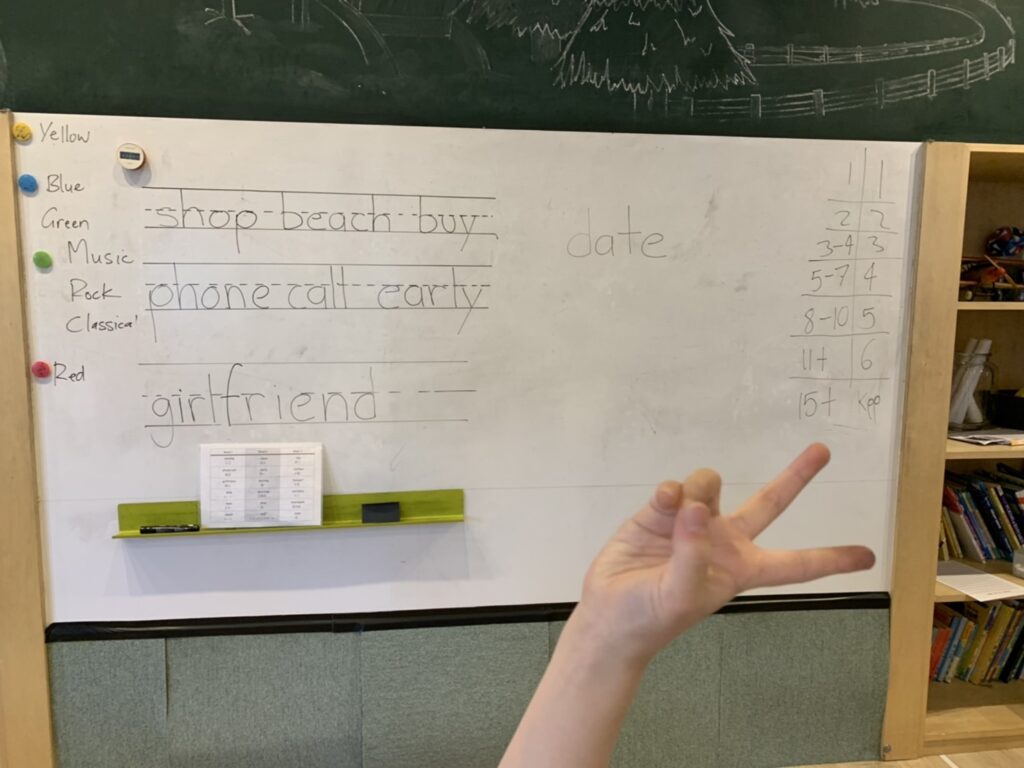 Yellow
Blue
Green
Music
Rock
Classical
Red
shop beach buy
phone call early
girlfriend
date
1 1
2 2
3-4 3
5-7 4
8-10 5
11+ 6
15+